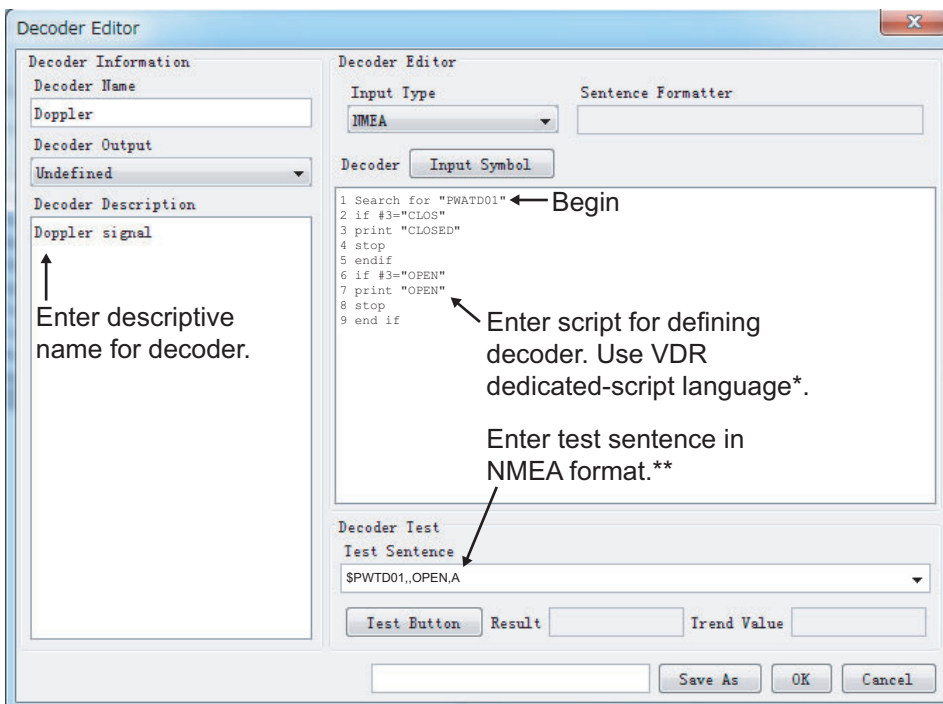 Decoder Editor
Decoder Information
Decoder Name
Doppler
Decoder Output
Undefined
Decoder Description
Doppler signal
Enter descriptive
name for decoder.
Decoder Editor
Input Type
Sentence Formatter
NMEA
Decoder
Input Symbol
1 Search for "PWATD01"
Begin
2 if #3="CLOS"
3 print "CLOSED"
4 stop
5 endif
6 if #3="OPEN"
7 print "OPEN"
8 stop
9 end if
Enter script for defining
decoder. Use VDR
dedicated-script language*.
Enter test sentence in
NMEA format.**
Decoder Test
Test Sentence
$PWTD01,,OPEN,A
Test Button
Result
Trend Value
Save As
OK
Cancel